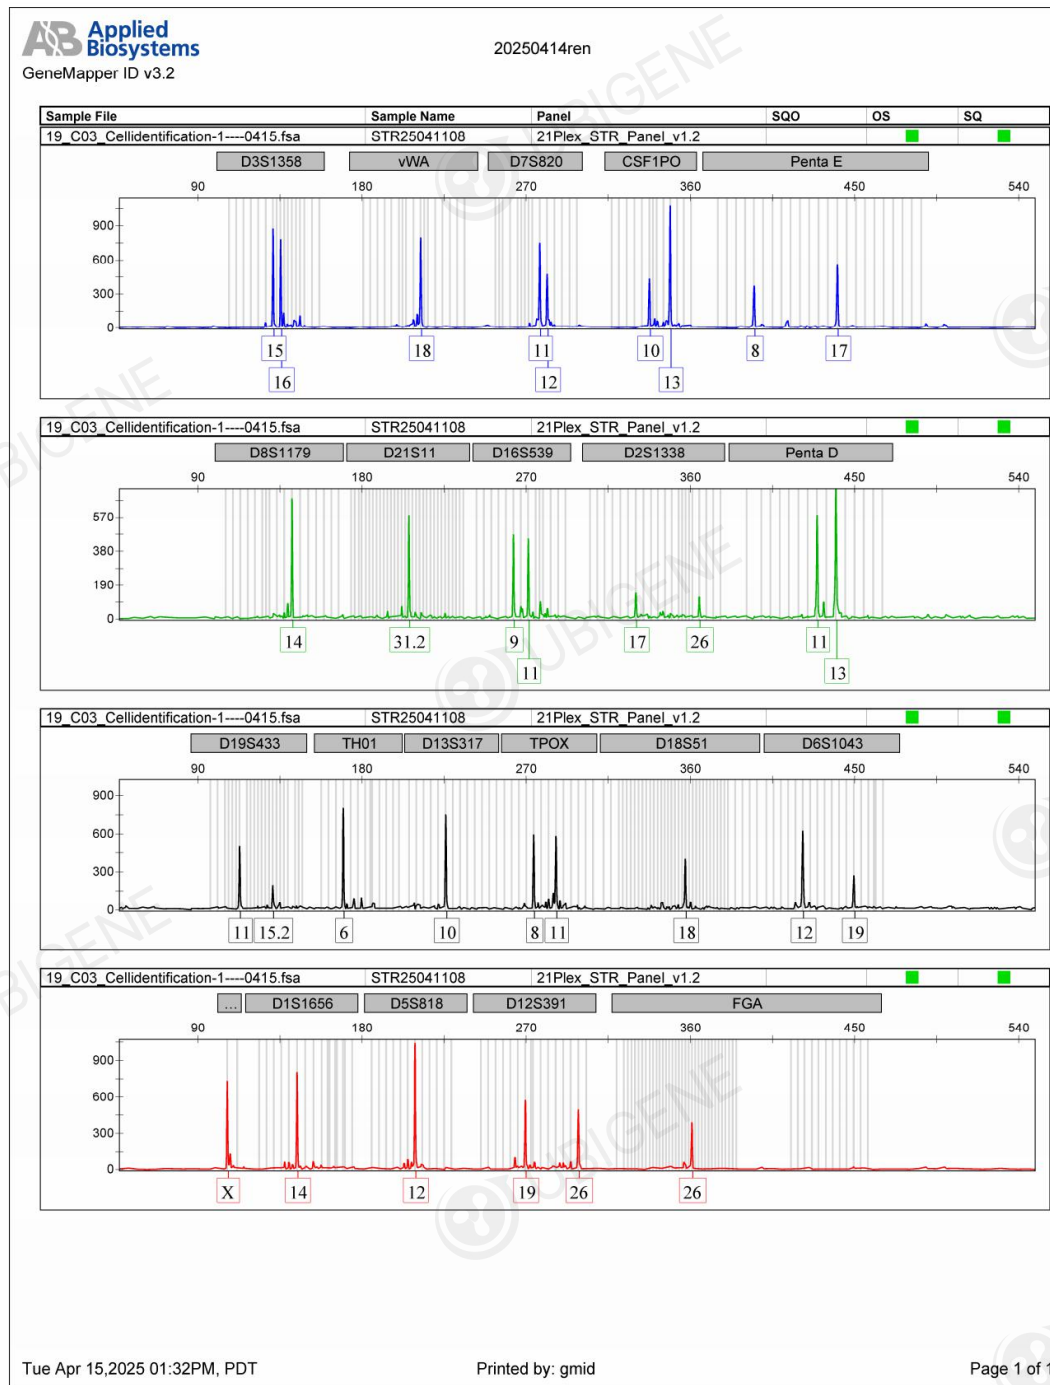 AB Applied Biosystems
GeneMapper ID v3.2
20250414ren
Sample File Sample Name Panel SQO OS SQ
19_C03_Cellidentification-1----0415.fsa STR25041108 21Plex_STR_Panel_v1.2
D3S1358 vWA D7S820 CSF1PO Penta E
90 180 270 360 450 540
900
600
300
0
15 18 11 10 8 17
16 12 13
19_C03_Cellidentification-1----0415.fsa STR25041108 21Plex_STR_Panel_v1.2
D8S1179 D21S11 D16S539 D2S1338 Penta D
90 180 270 360 450 540
570
380
190
0
14 31.2 9 17 26 11
11 13
19_C03_Cellidentification-1----0415.fsa STR25041108 21Plex_STR_Panel_v1.2
D19S433 TH01 D13S317 TPOX D18S51 D6S1043
90 180 270 360 450 540
900
600
300
0
11 15.2 6 10 8 11 18 12 19
19_C03_Cellidentification-1----0415.fsa STR25041108 21Plex_STR_Panel_v1.2
... D1S1656 D5S818 D12S391 FGA
90 180 270 360 450 540
900
600
300
0
X 14 12 19 26 26
UBIGENE
Tue Apr 15,2025 01:32PM, PDT Printed by: gmid Page 1 of 1